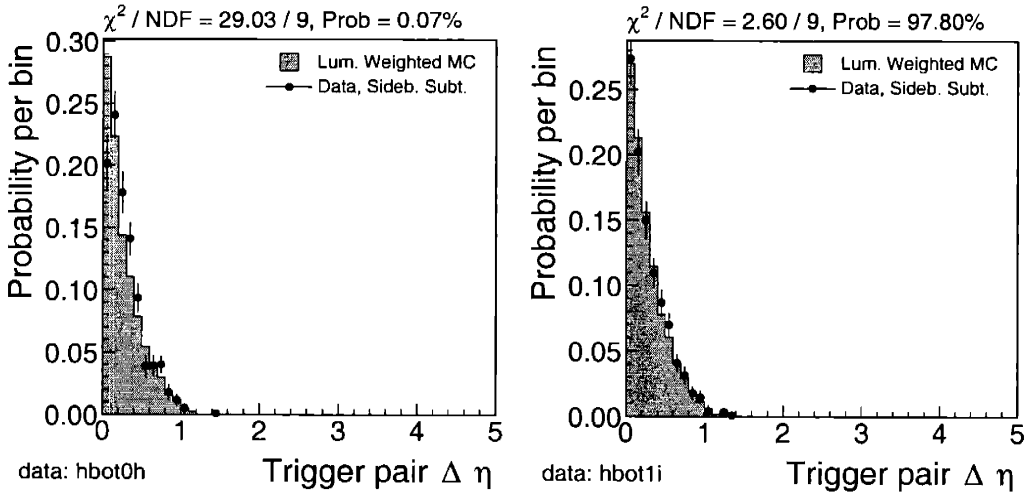 χ² / NDF = 29.03 / 9, Prob = 0.07%
Probability per bin
0.30
0.25
0.20
0.15
0.10
0.05
0.00
Lum. Weighted MC
Data, Sideb. Subt.
0 1 2 3 4 5
data: hbot0h
Trigger pair Δ η
χ² / NDF = 2.60 / 9, Prob = 97.80%
Probability per bin
0.25
0.20
0.15
0.10
0.05
0.00
Lum. Weighted MC
Data, Sideb. Subt.
0 1 2 3 4 5
data: hbot1i
Trigger pair Δ η